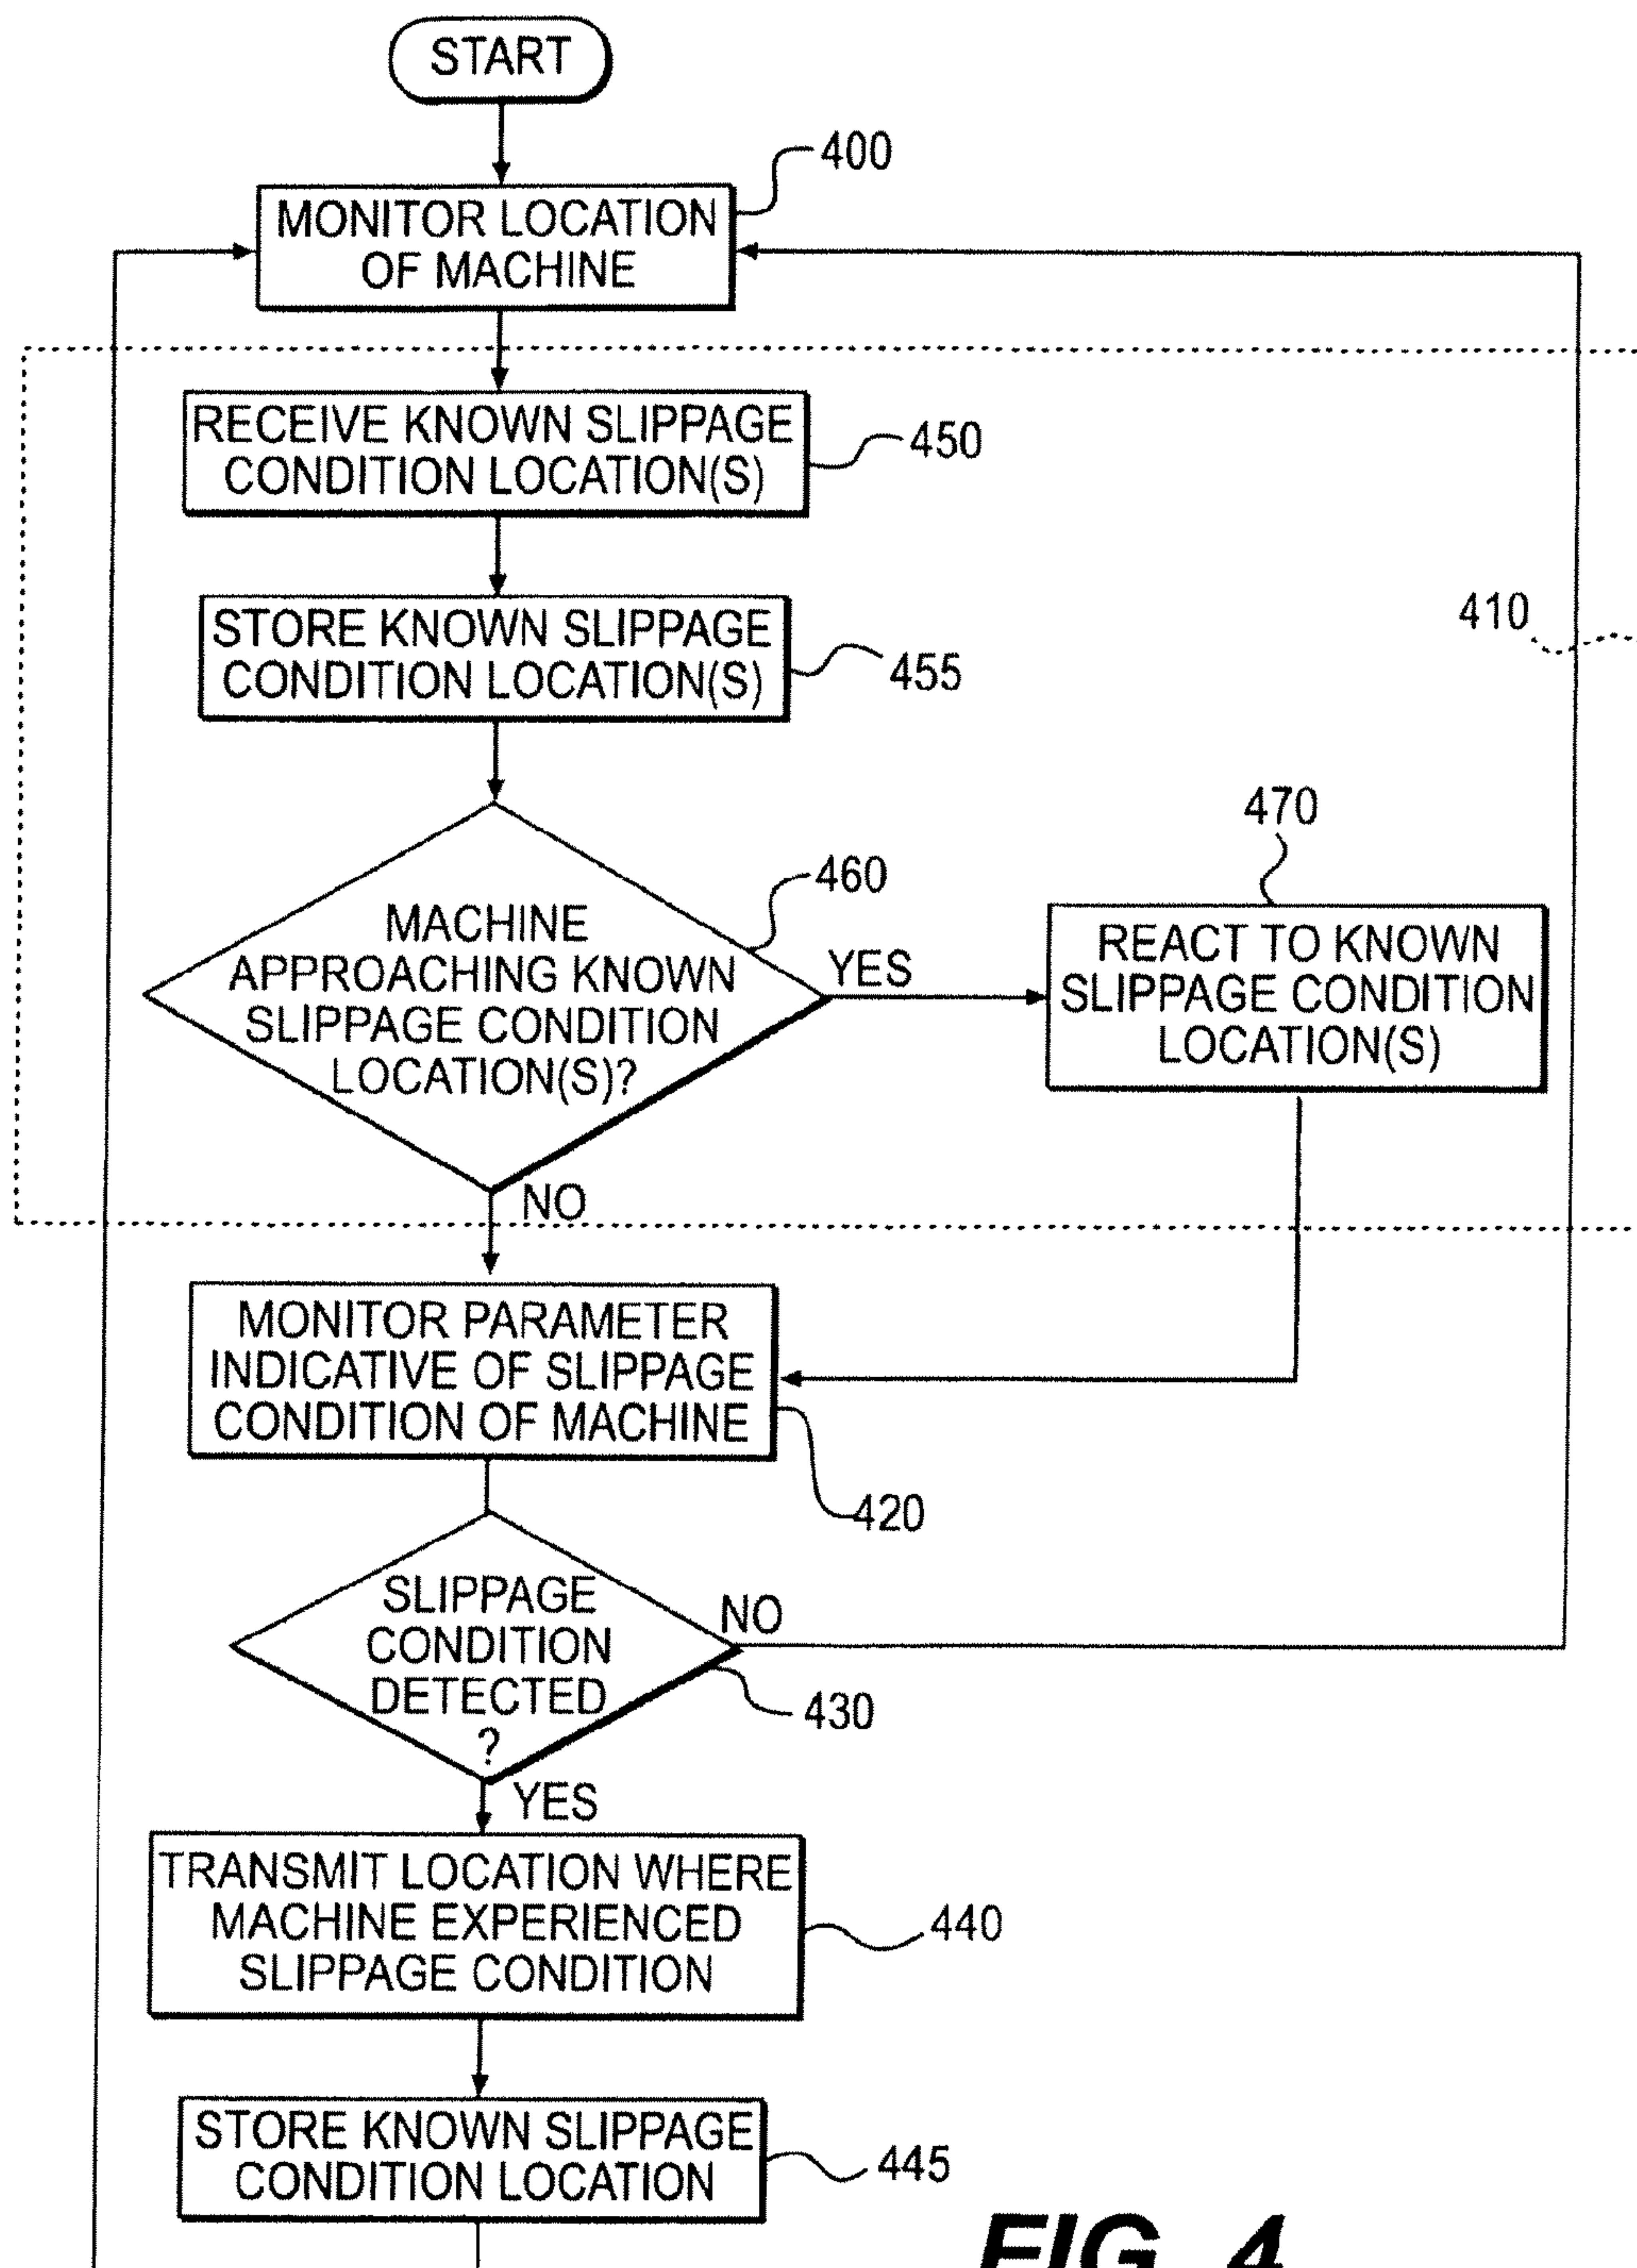 START
400
MONITOR LOCATION
OF MACHINE
RECEIVE KNOWN SLIPPAGE
CONDITION LOCATION(S)
450
STORE KNOWN SLIPPAGE
CONDITION LOCATION(S)
455
410
460
MACHINE
APPROACHING KNOWN
SLIPPAGE CONDITION
LOCATION(S)?
YES
NO
470
REACT TO KNOWN
SLIPPAGE CONDITION
LOCATION(S)
MONITOR PARAMETER
INDICATIVE OF SLIPPAGE
CONDITION OF MACHINE
420
SLIPPAGE
CONDITION
DETECTED
?
NO
430
YES
TRANSMIT LOCATION WHERE
MACHINE EXPERIENCED
SLIPPAGE CONDITION
440
STORE KNOWN SLIPPAGE
CONDITION LOCATION
445
FIG. 4